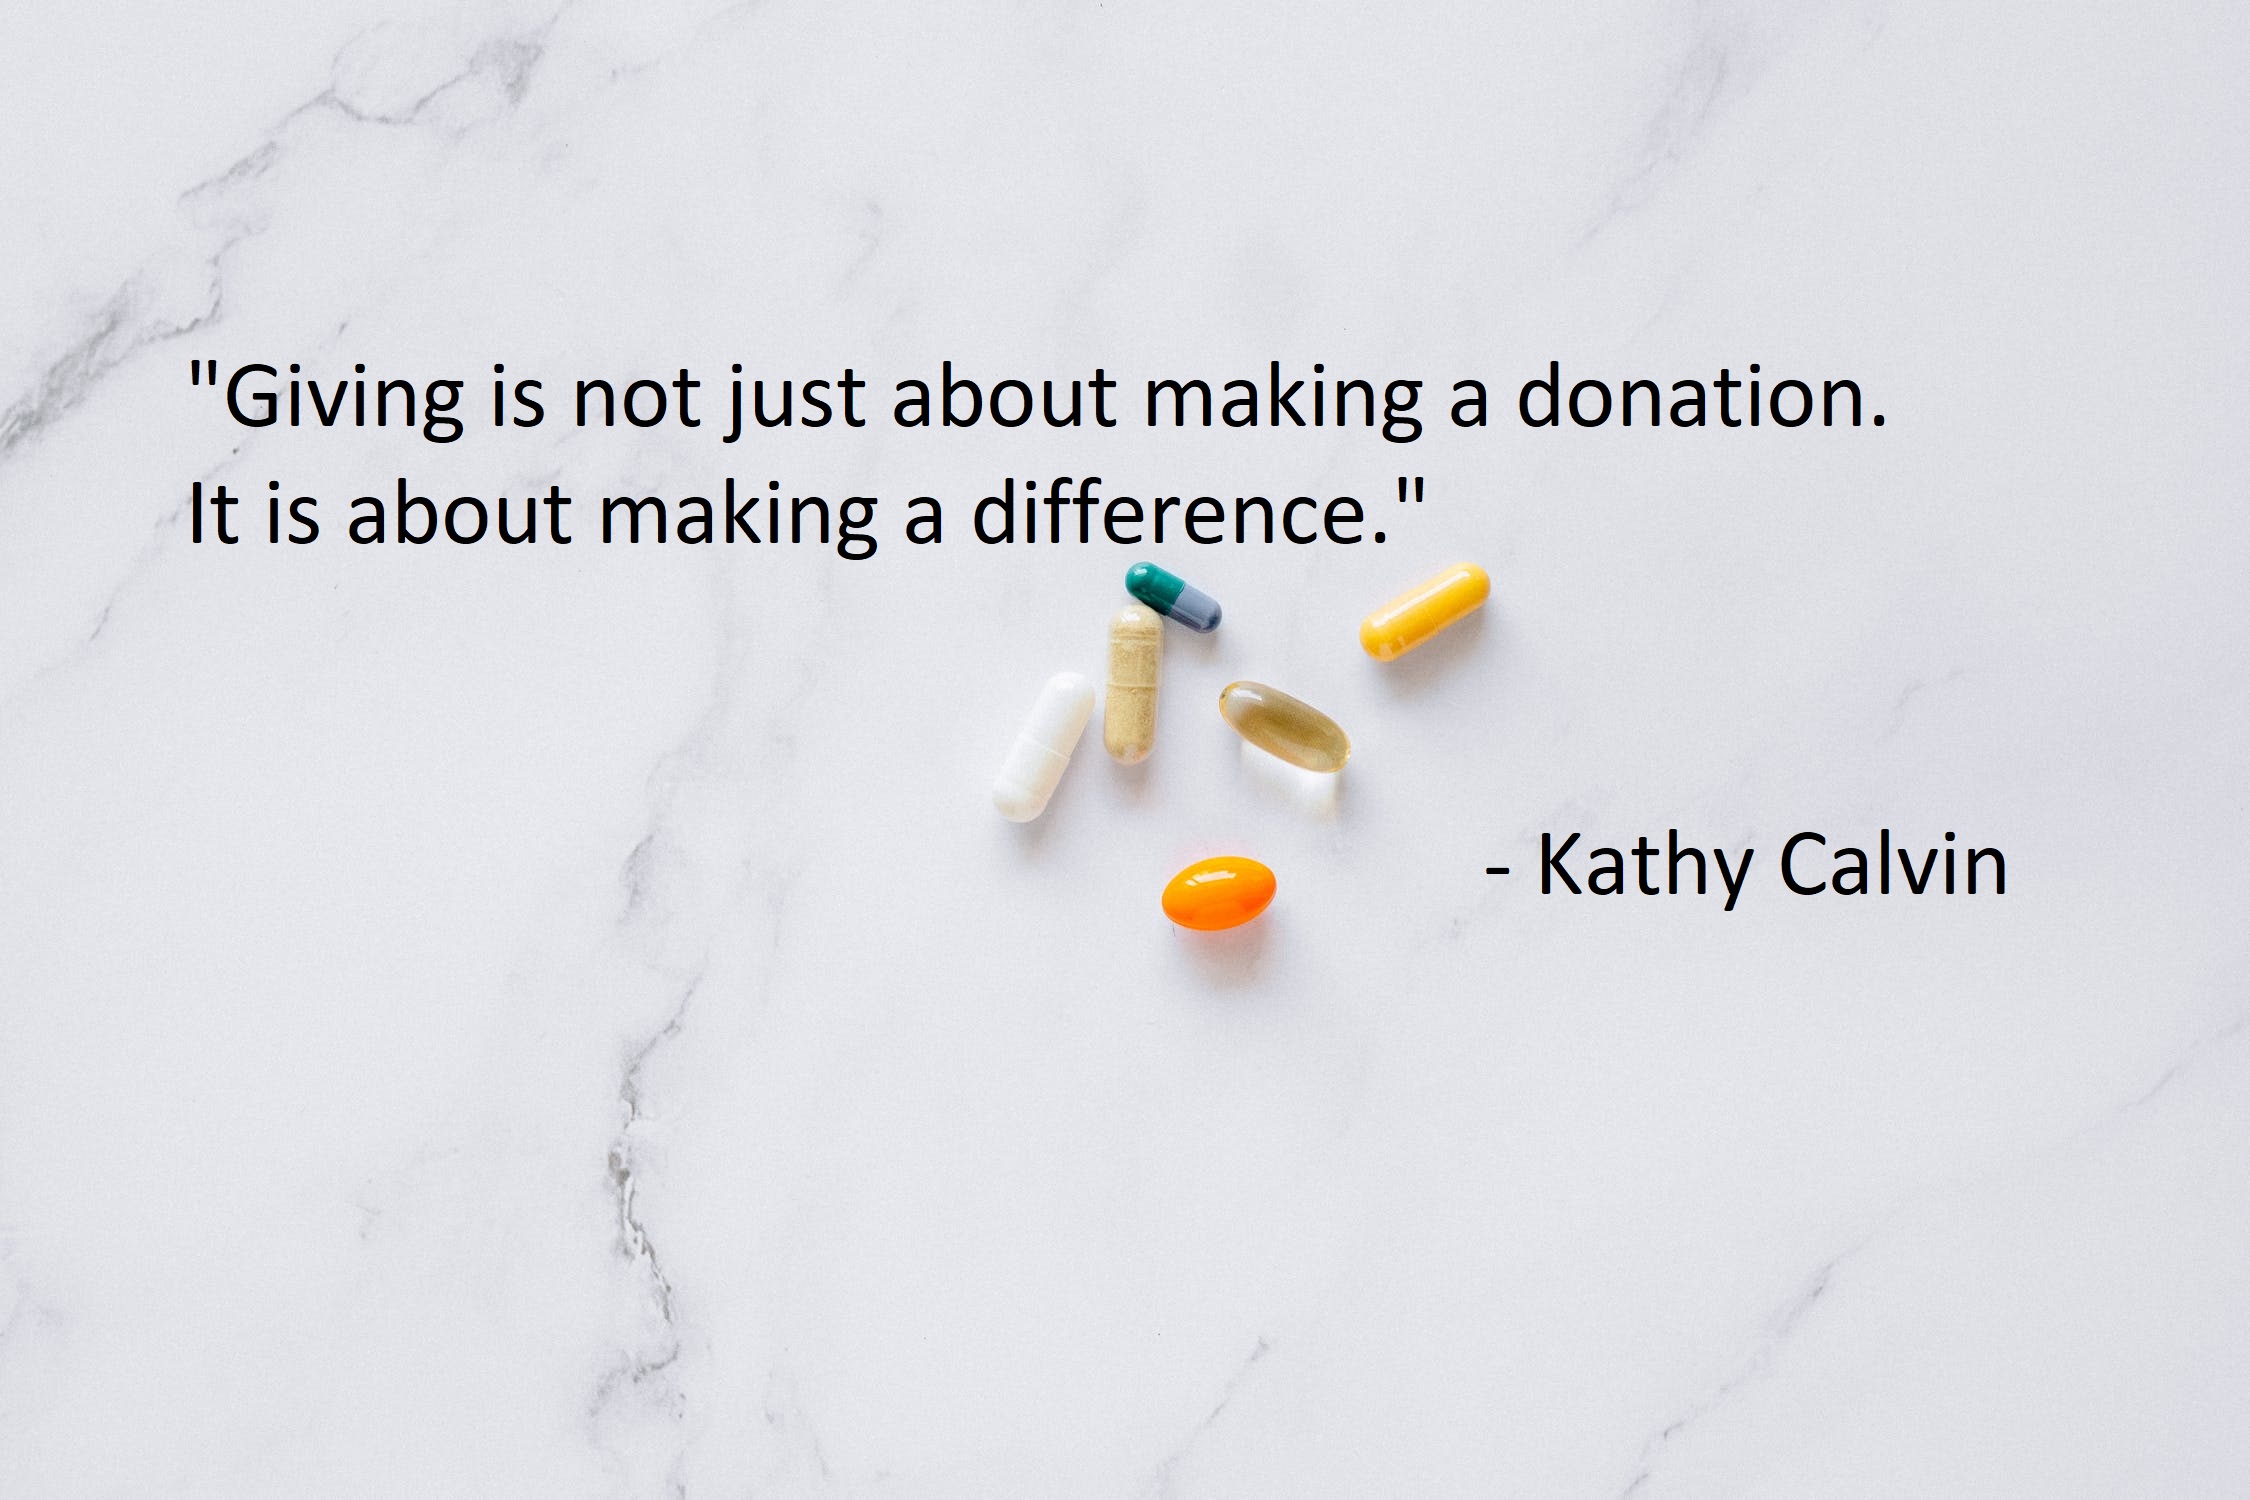 "Giving is not just about making a donation.
It is about making a difference."
- Kathy Calvin